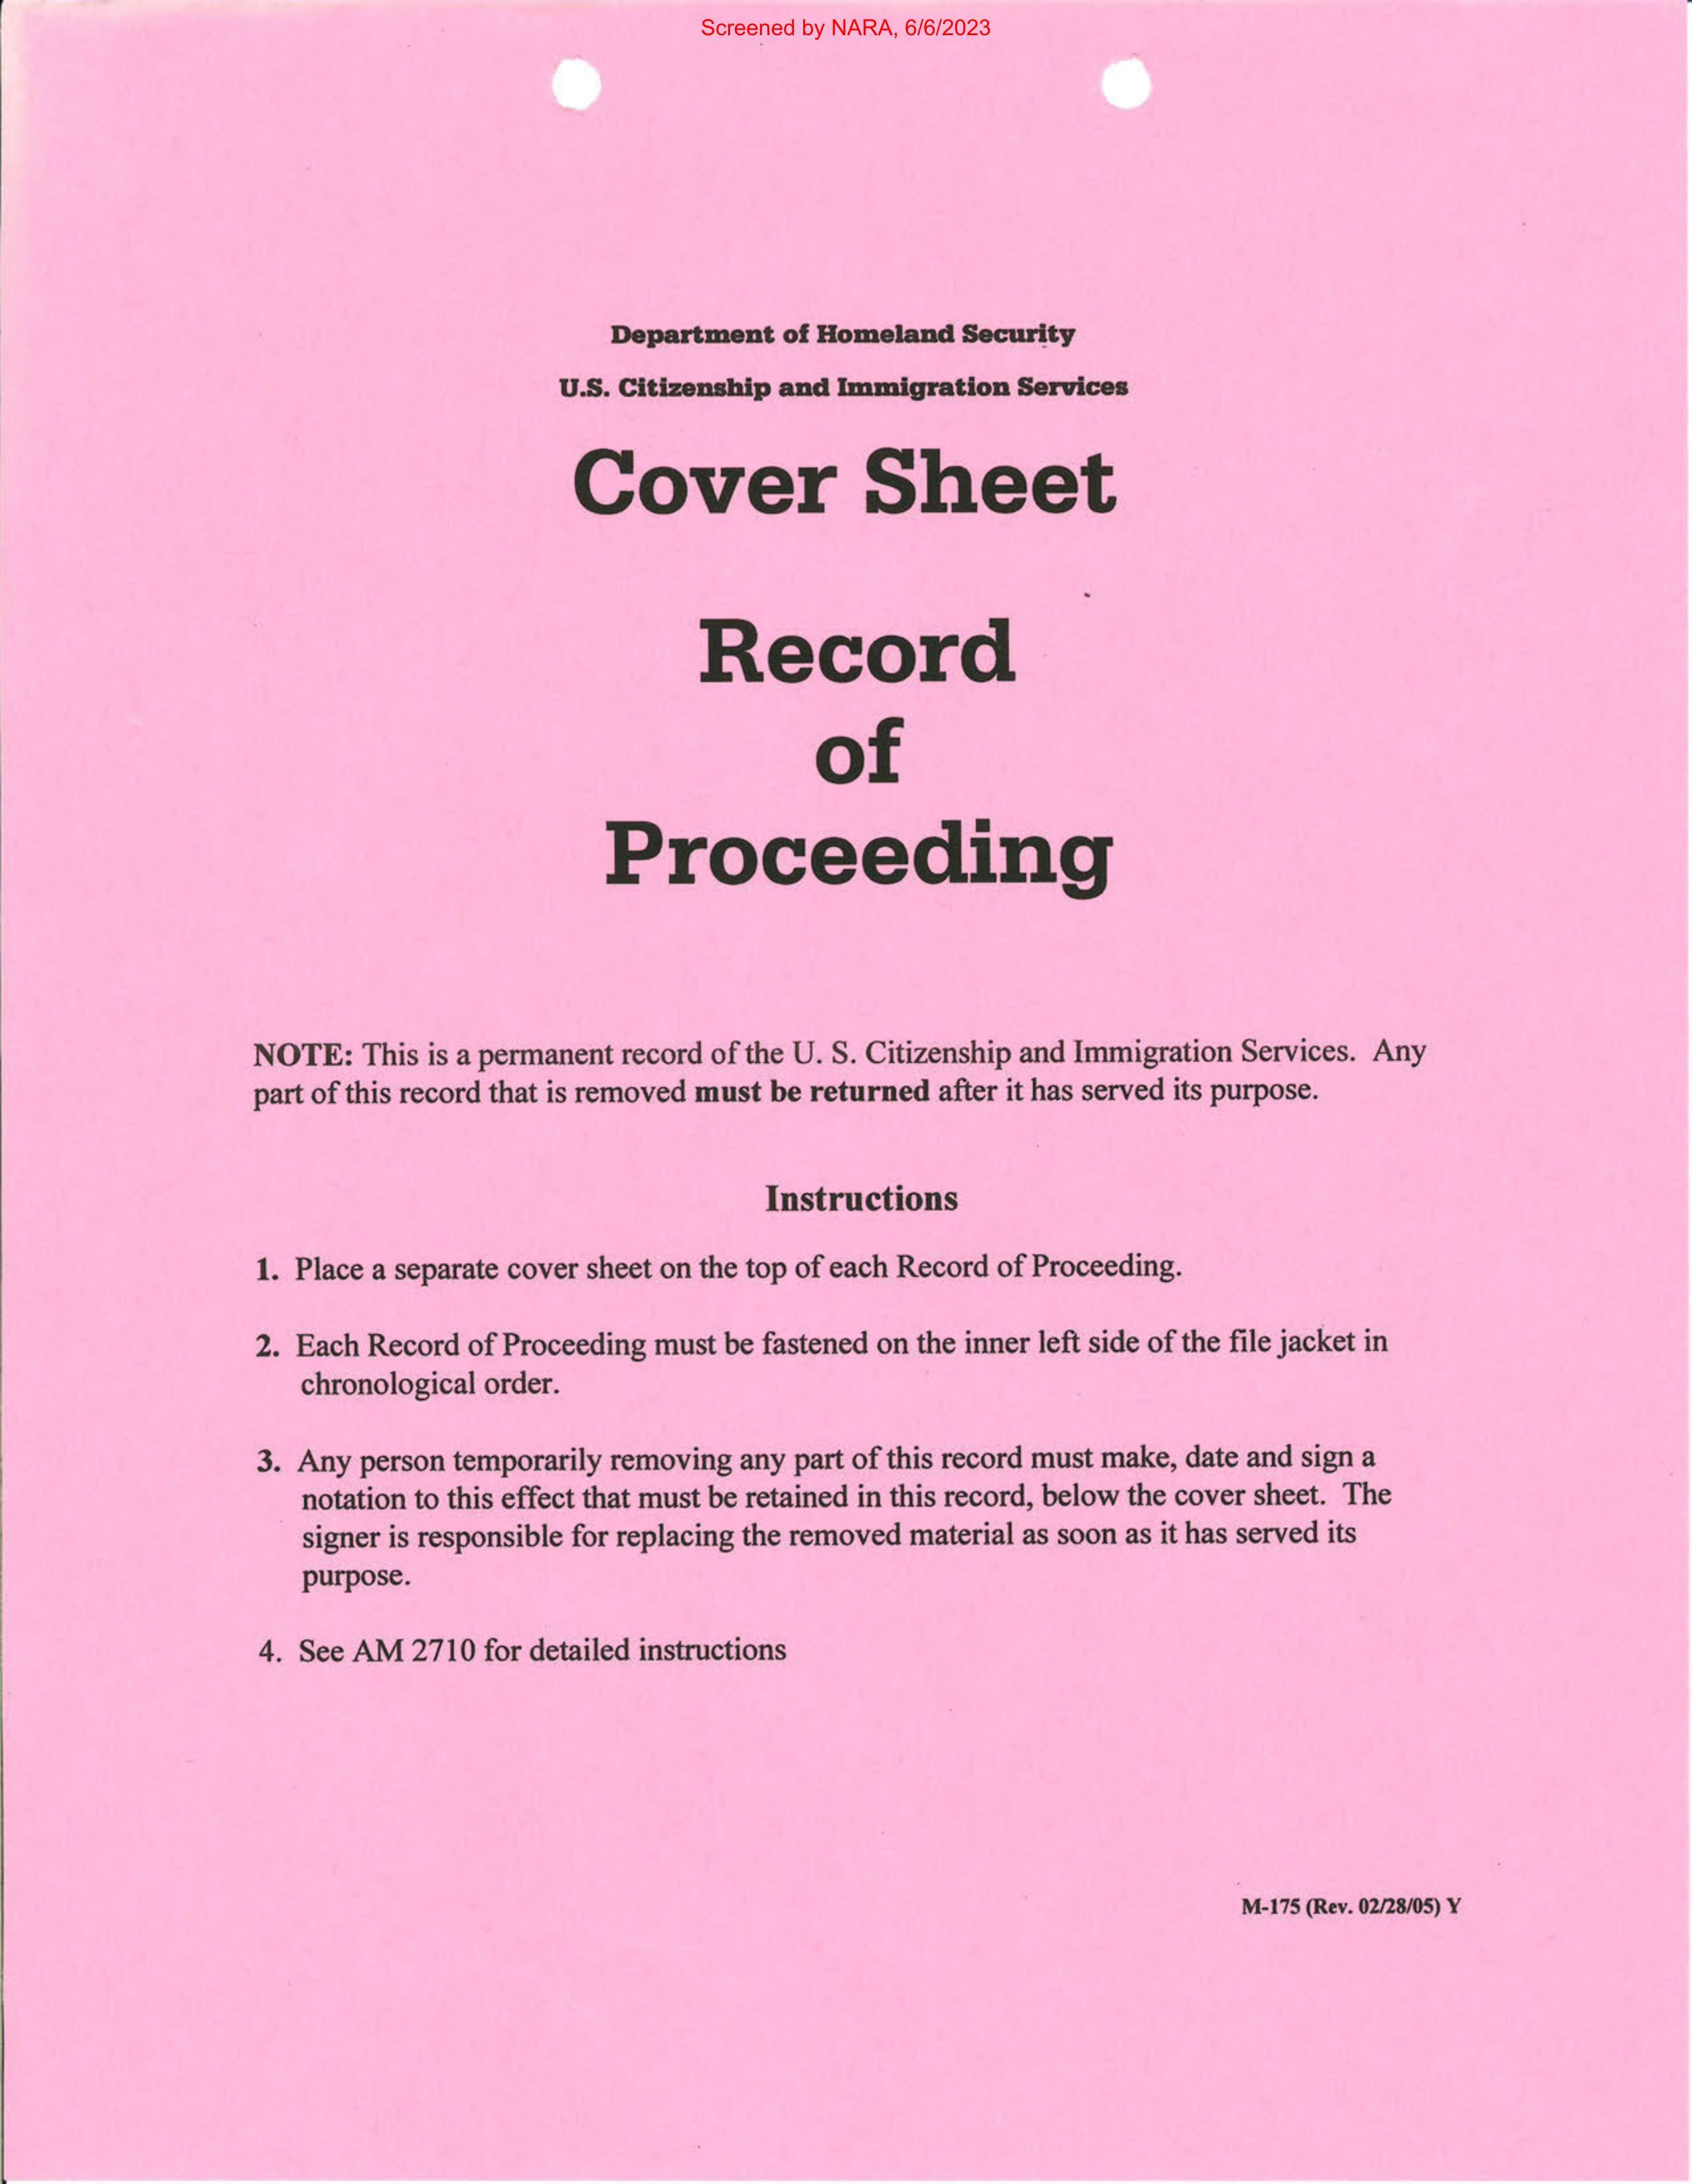 Screened by NARA, 6/6/2023
Department of Homeland Security
U.S. Citizenship and Immigration Services
Cover Sheet
Record
of
Proceeding
NOTE: This is a permanent record of the U. S. Citizenship and Immigration Services. Any
part of this record that is removed must be returned after it has served its purpose.
Instructions
1. Place a separate cover sheet on the top of each Record of Proceeding.
2. Each Record of Proceeding must be fastened on the inner left side of the file jacket in
chronological order.
3. Any person temporarily removing any part of this record must make, date and sign a
notation to this effect that must be retained in this record, below the cover sheet. The
signer is responsible for replacing the removed material as soon as it has served its
purpose.
4. See AM 2710 for detailed instructions
M-175 (Rev. 02/28/05) Y